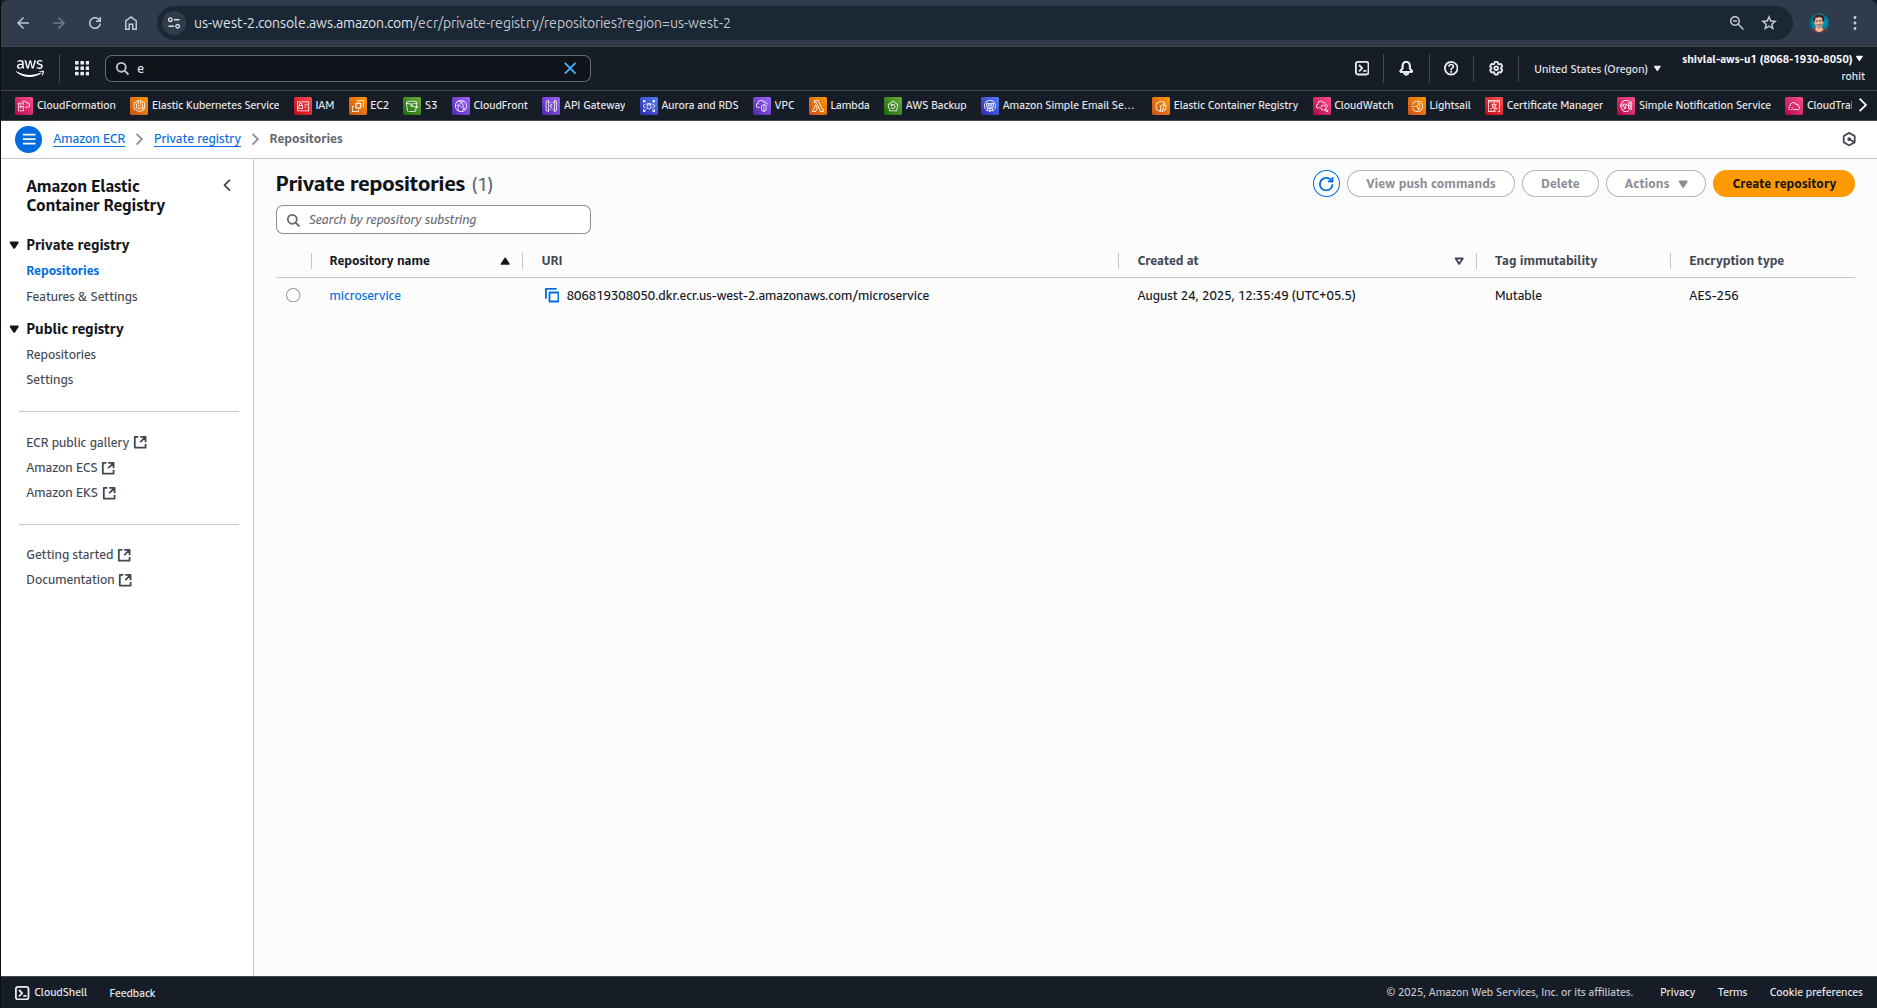 us-west-2.console.aws.amazon.com/ecr/private-registry/repositories?region=us-west-2
aws
e
United States (Oregon)
shivlal-aws-u1 (8068-1930-8050)
rohit
CloudFormation Elastic Kubernetes Service IAM EC2 S3 CloudFront API Gateway Aurora and RDS VPC Lambda AWS Backup Amazon Simple Email Se... Elastic Container Registry CloudWatch Lightsail Certificate Manager Simple Notification Service CloudTrai
Amazon ECR Private registry Repositories
Amazon Elastic
Container Registry
Private registry
Repositories
Features & Settings
Public registry
Repositories
Settings
ECR public gallery
Amazon ECS
Amazon EKS
Getting started
Documentation
Private repositories (1)
View push commands Delete Actions Create repository
Search by repository substring
Repository name URI Created at Tag immutability Encryption type
microservice 806819308050.dkr.ecr.us-west-2.amazonaws.com/microservice August 24, 2025, 12:35:49 (UTC+05.5) Mutable AES-256
CloudShell Feedback © 2025, Amazon Web Services, Inc. or its affiliates. Privacy Terms Cookie preferences